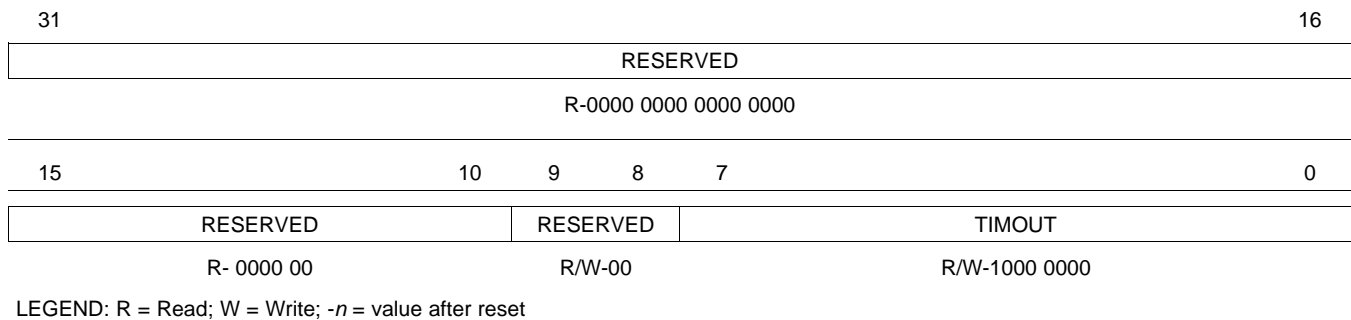 31 16
RESERVED
R-0000 0000 0000 0000
15 10 9 8 7 0
RESERVED RESERVED TIMOUT
R- 0000 00 R/W-00 R/W-1000 0000
LEGEND: R = Read; W = Write; -n = value after reset